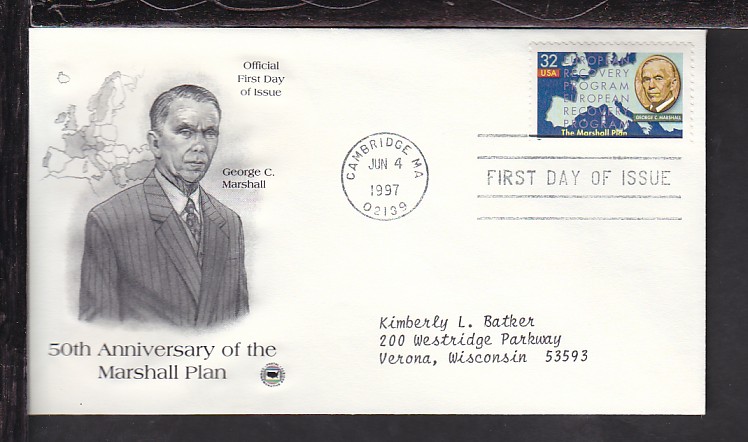 Official
First Day
of Issue
George C.
Marshall
50th Anniversary of the
Marshall Plan
CAMBRIDGE MA
JUN 4
1997
02139
32
USA
EUROPEAN
RECOVERY
PROGRAM
EUROPEAN
RECOVERY
PROGRAM
GEORGE C. MARSHALL
The Marshall Plan
FIRST DAY OF ISSUE
Kimberly L. Batker
200 Westridge Parkway
Verona, Wisconsin 53593